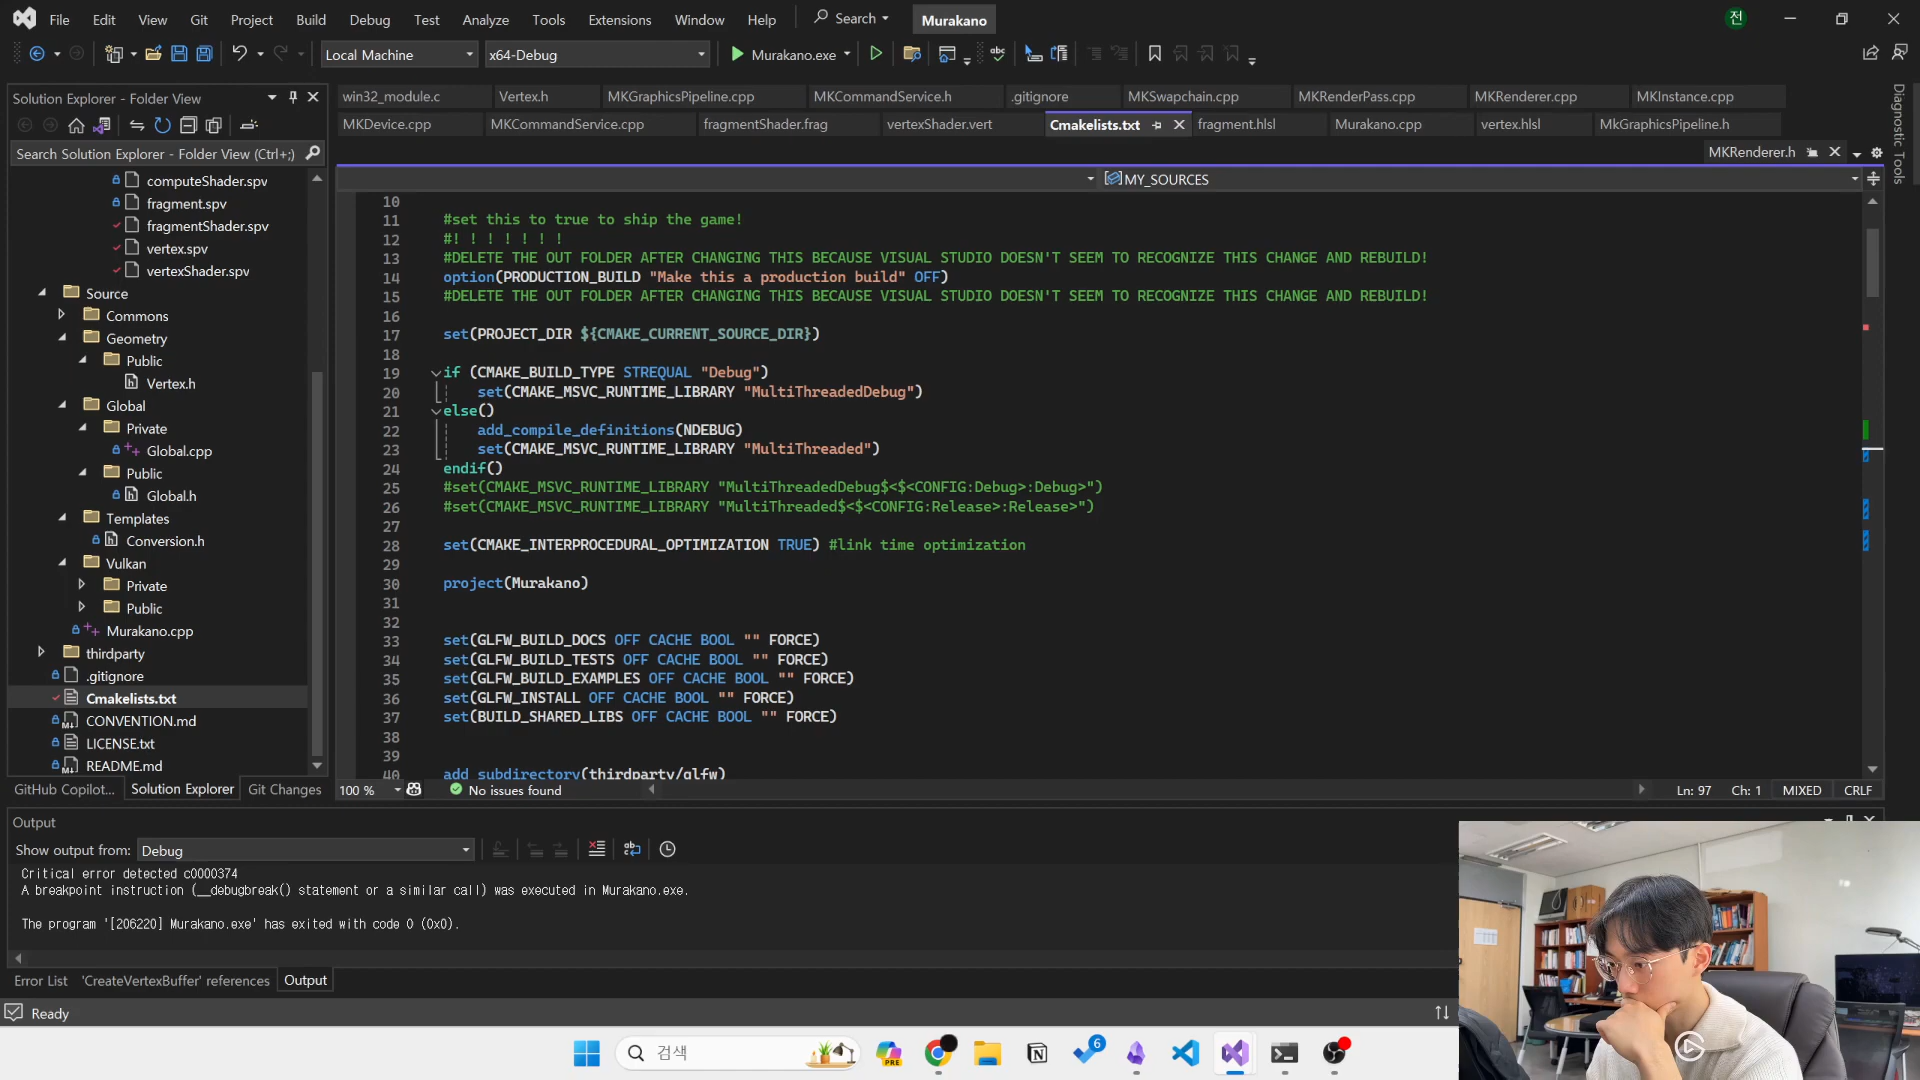 File Edit View Git Project Build Debug Test Analyze Tools Extensions Window Help Search Murakano 전
Local Machine x64-Debug Murakano.exe
Solution Explorer - Folder View
Search Solution Explorer - Folder View (Ctrl+;)
computeShader.spv
fragment.spv
fragmentShader.spv
vertex.spv
vertexShader.spv
Source
Commons
Geometry
Public
Vertex.h
Global
Private
Global.cpp
Public
Global.h
Templates
Conversion.h
Vulkan
Private
Public
Murakano.cpp
thirdparty
.gitignore
Cmakelists.txt
CONVENTION.md
LICENSE.txt
README.md
GitHub Copilot... Solution Explorer Git Changes
win32_module.c Vertex.h MKGraphicsPipeline.cpp MKCommandService.h .gitignore MKSwapchain.cpp MKRenderPass.cpp MKRenderer.cpp MKInstance.cpp
MKDevice.cpp MKCommandService.cpp fragmentShader.frag vertexShader.vert Cmakelists.txt fragment.hlsl Murakano.cpp vertex.hlsl MkGraphicsPipeline.h
MKRenderer.h
MY_SOURCES
10
11 #set this to true to ship the game!
12 #! ! ! ! ! ! !
13 #DELETE THE OUT FOLDER AFTER CHANGING THIS BECAUSE VISUAL STUDIO DOESN'T SEEM TO RECOGNIZE THIS CHANGE AND REBUILD!
14 option(PRODUCTION_BUILD "Make this a production build" OFF)
15 #DELETE THE OUT FOLDER AFTER CHANGING THIS BECAUSE VISUAL STUDIO DOESN'T SEEM TO RECOGNIZE THIS CHANGE AND REBUILD!
16
17 set(PROJECT_DIR ${CMAKE_CURRENT_SOURCE_DIR})
18
19 if (CMAKE_BUILD_TYPE STREQUAL "Debug")
20 set(CMAKE_MSVC_RUNTIME_LIBRARY "MultiThreadedDebug")
21 else()
22 add_compile_definitions(NDEBUG)
23 set(CMAKE_MSVC_RUNTIME_LIBRARY "MultiThreaded")
24 endif()
25 #set(CMAKE_MSVC_RUNTIME_LIBRARY "MultiThreadedDebug$<$<CONFIG:Debug>:Debug>")
26 #set(CMAKE_MSVC_RUNTIME_LIBRARY "MultiThreaded$<$<CONFIG:Release>:Release>")
27
28 set(CMAKE_INTERPROCEDURAL_OPTIMIZATION TRUE) #link time optimization
29
30 project(Murakano)
31
32
33 set(GLFW_BUILD_DOCS OFF CACHE BOOL "" FORCE)
34 set(GLFW_BUILD_TESTS OFF CACHE BOOL "" FORCE)
35 set(GLFW_BUILD_EXAMPLES OFF CACHE BOOL "" FORCE)
36 set(GLFW_INSTALL OFF CACHE BOOL "" FORCE)
37 set(BUILD_SHARED_LIBS OFF CACHE BOOL "" FORCE)
38
39
40 add_subdirectory(thirdparty/glfw)
100 % No issues found Ln: 97 Ch: 1 MIXED CRLF
Diagnostic Tools
Output
Show output from: Debug
Critical error detected c0000374
A breakpoint instruction (__debugbreak() statement or a similar call) was executed in Murakano.exe.
The program '[206220] Murakano.exe' has exited with code 0 (0x0).
Error List 'CreateVertexBuffer' references Output
Ready
검색 PRE 6